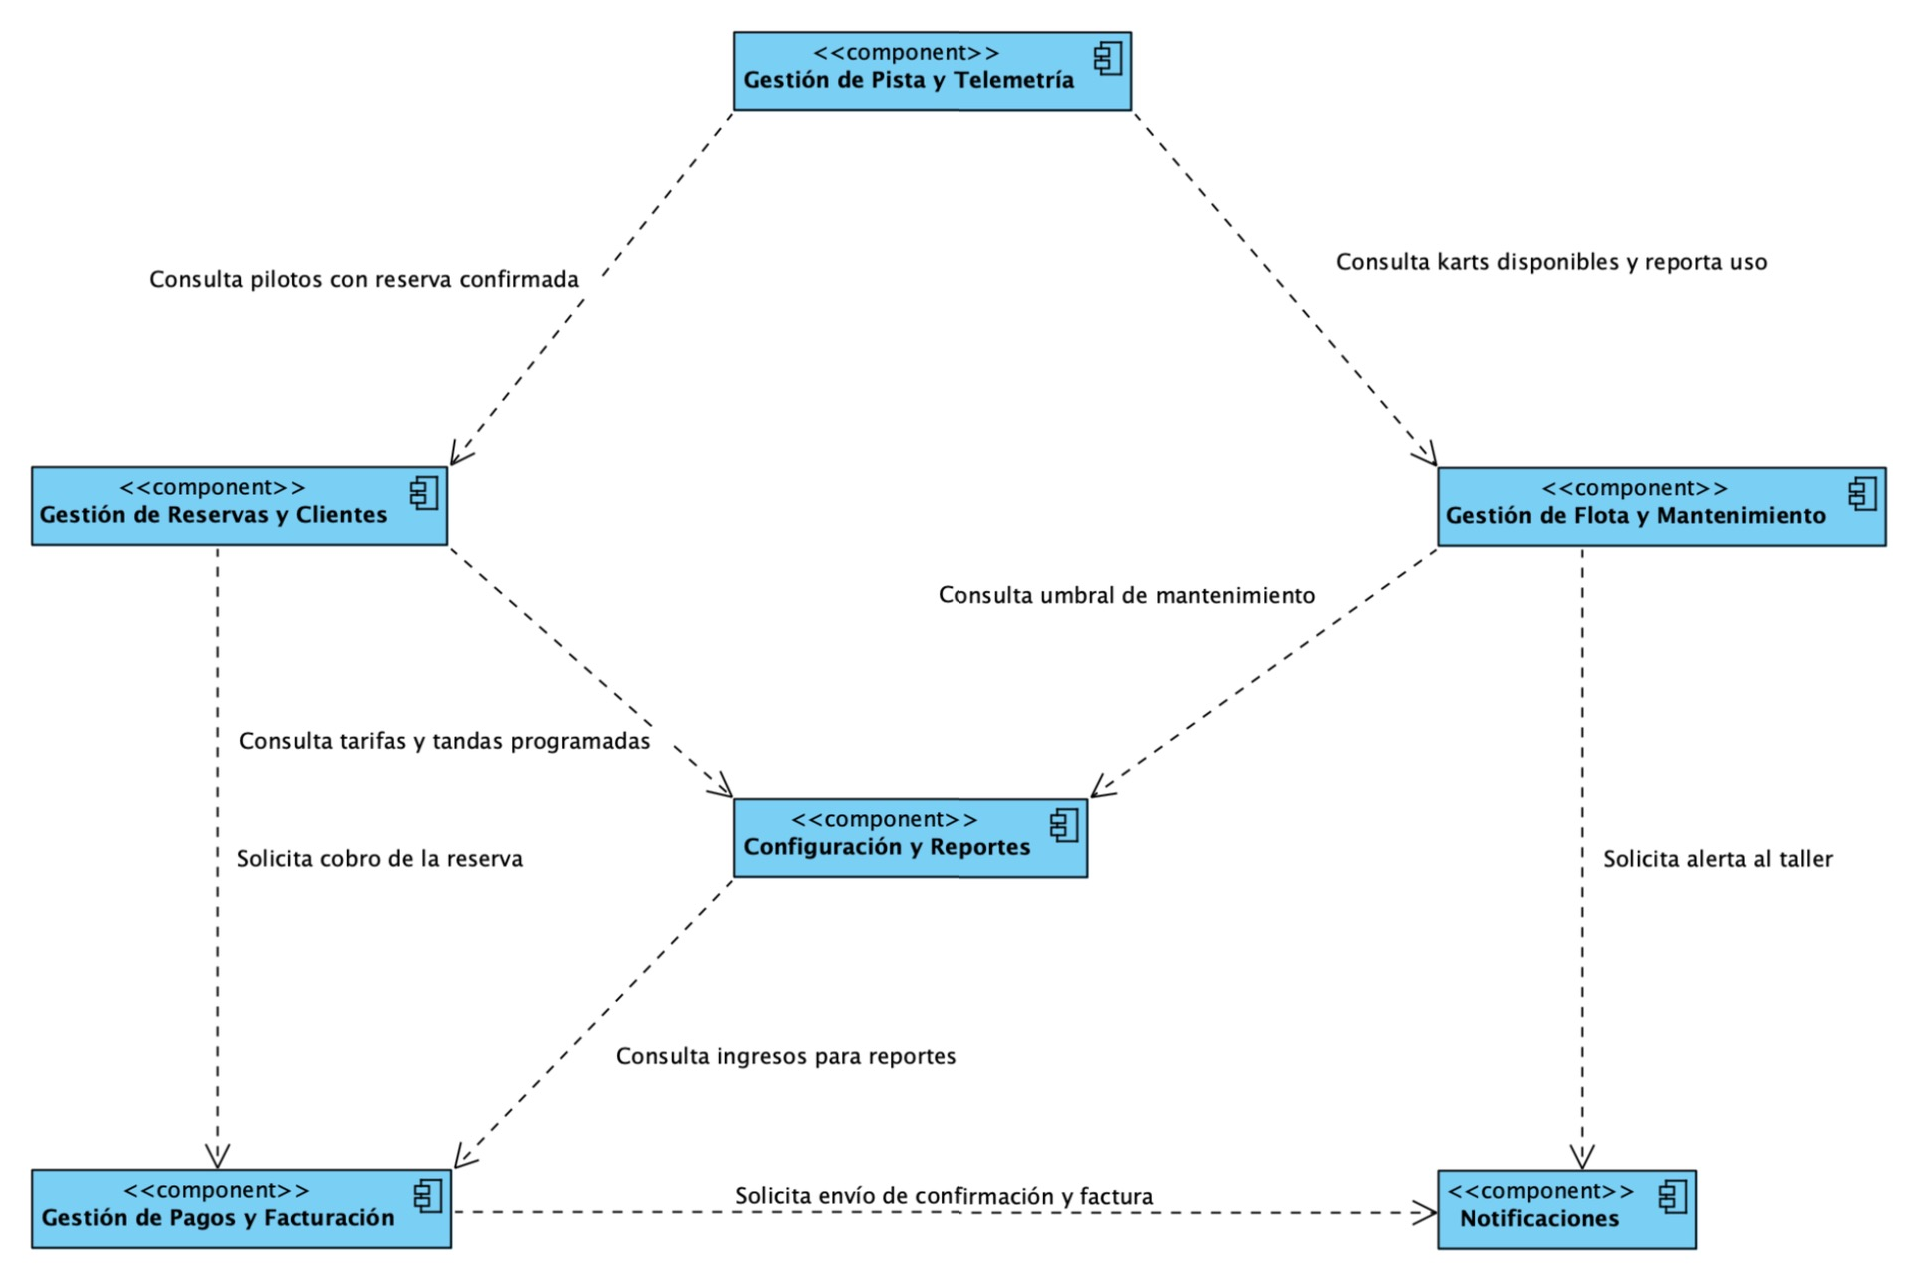 <<component>>
Gestión de Pista y Telemetría
Consulta karts disponibles y reporta uso
Consulta pilotos con reserva confirmada
<<component>>
Gestión de Reservas y Clientes
<<component>>
Gestión de Flota y Mantenimiento
Consulta umbral de mantenimiento
Consulta tarifas y tandas programadas
<<component>>
Configuración y Reportes
Solicita cobro de la reserva
Solicita alerta al taller
Consulta ingresos para reportes
<<component>>
Gestión de Pagos y Facturación
Solicita envío de confirmación y factura
<<component>>
Notificaciones